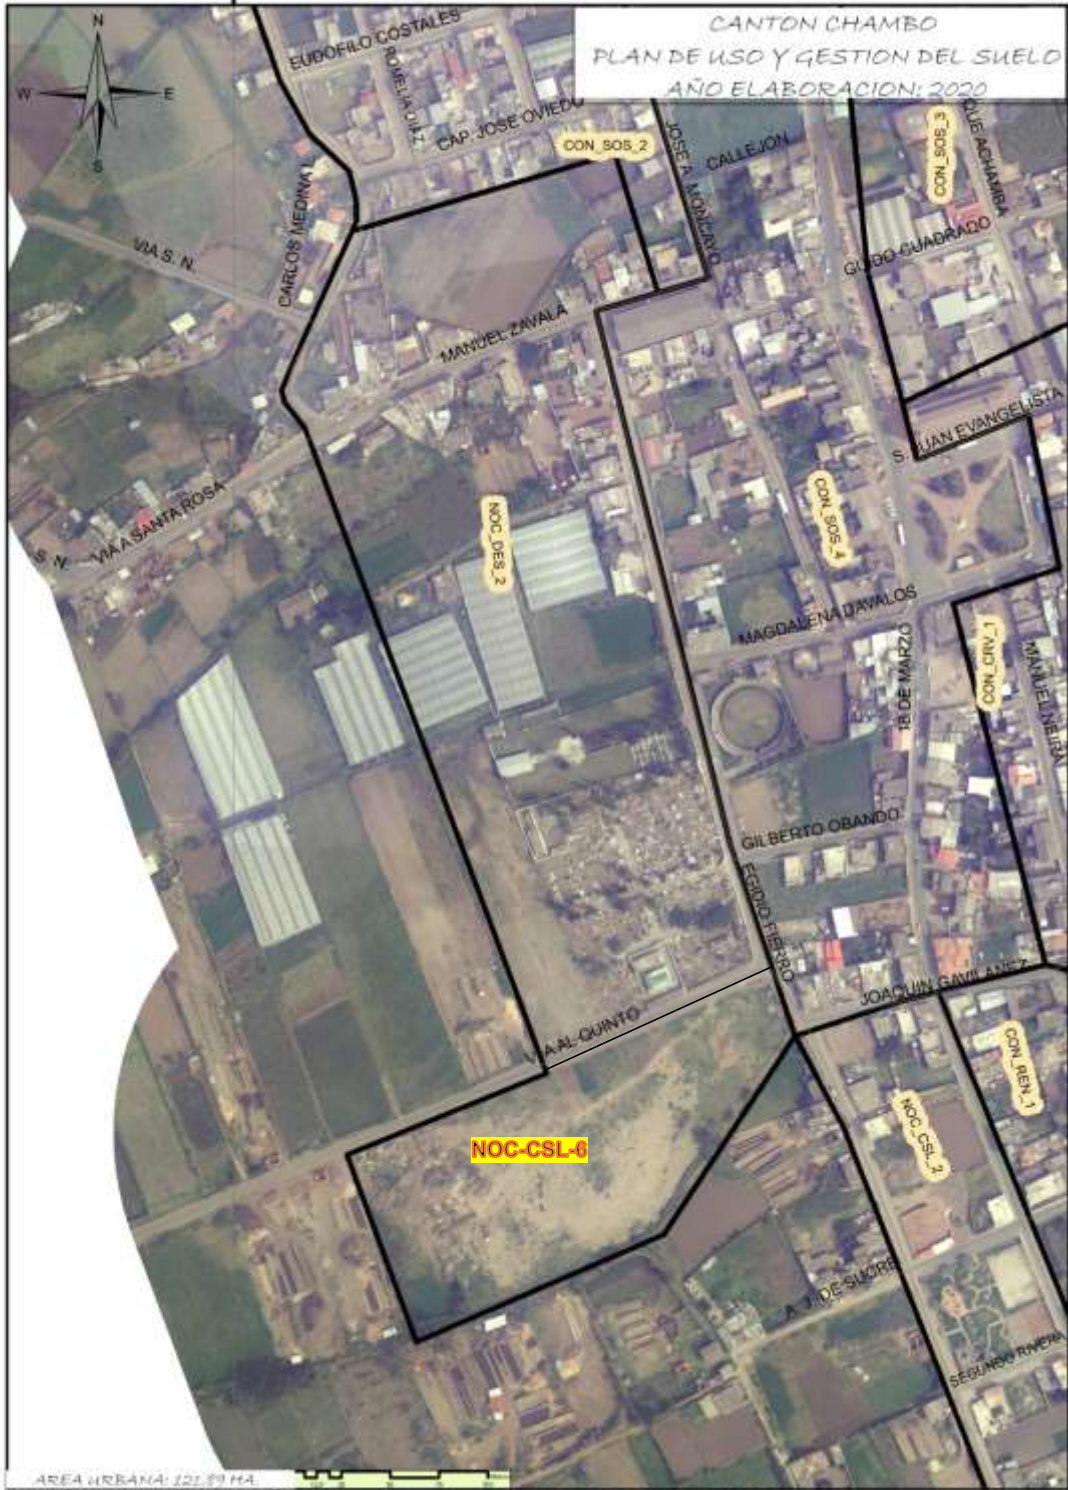 CANTON CHAMBO
PLAN DE USO Y GESTION DEL SUELO
AÑO ELABORACION: 2020
N
W
E
S
EUDOFILO COSTALES
ROMELIA DIAZ
CAP. JOSE OVIEDO
CON_SOS_2
JOSE A. MONCAYO
CALLEJON
CON_SOS_3
ACHAMBA
GUIDO CUADRADO
CARLOS MEDINA
VIA S. N.
MANUEL ZAVALA
S. JUAN EVANGELISTA
VIA A SANTA ROSA
S. N.
NOC_DES_2
CON_SOS_4
MAGDALENA DAVALOS
18 DE MARZO
CON_CRV_1
MANUEL NEIRA
GILBERTO OBANDO
EGIDIO FIERRO
JOAQUIN GAVILANEZ
VIA AL QUINTO
CON_REN_1
NOC-CSL-6
A. J. DE SUCRE
SEGUNDO RIVERA
AREA URBANA: 121.89 HA.